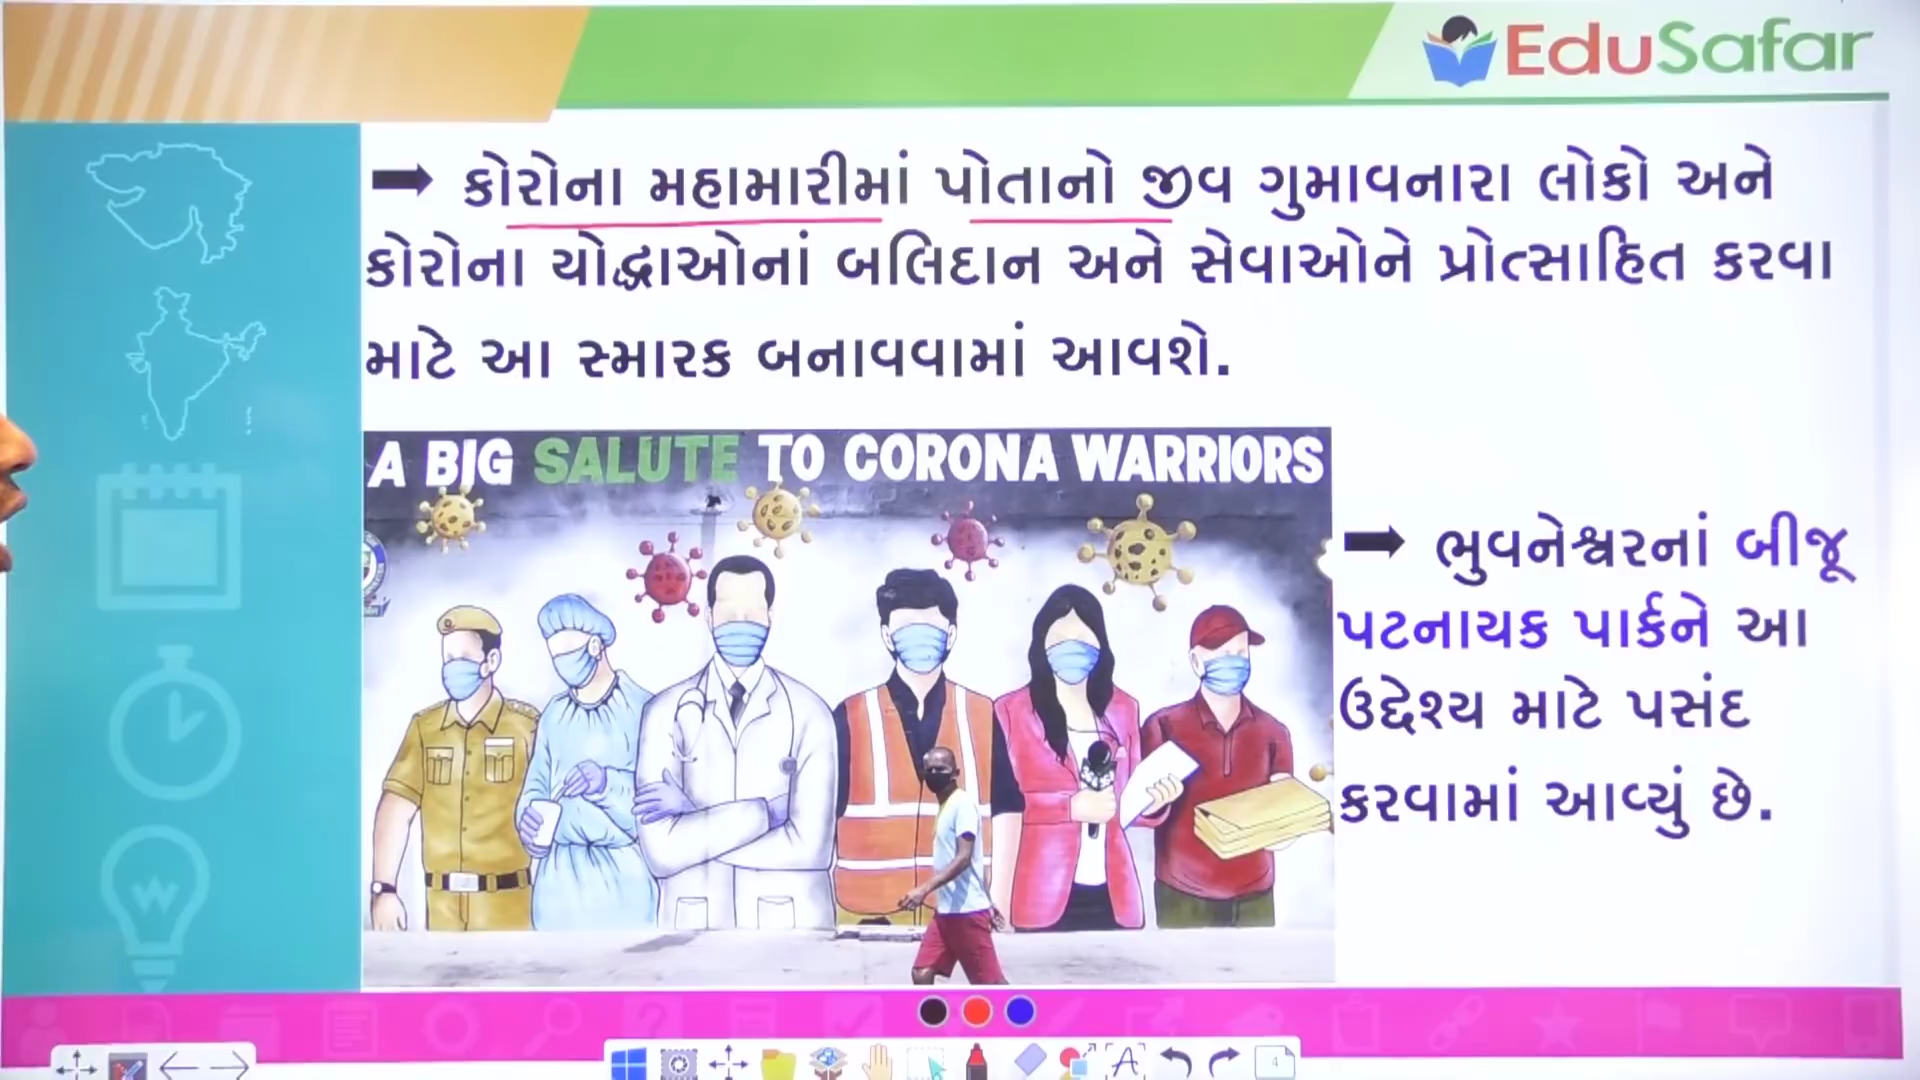 EduSafar
➡ કોરોના મહામારીમાં પોતાનો જીવ ગુમાવનારા લોકો અને
કોરોના યોદ્ધાઓનાં બલિદાન અને સેવાઓને પ્રોત્સાહિત કરવા
માટે આ સ્મારક બનાવવામાં આવશે.
A BIG SALUTE TO CORONA WARRIORS
➡ ભુવનેશ્વરનાં બીજૂ
પટનાયક પાર્કને આ
ઉદ્દેશ્ય માટે પસંદ
કરવામાં આવ્યું છે.
4